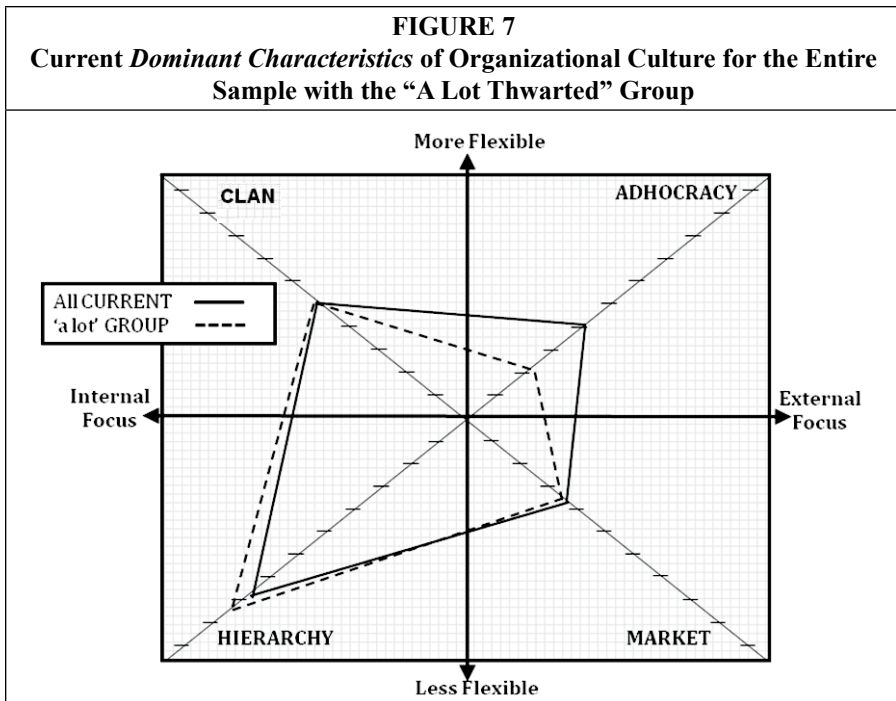 FIGURE 7
Current Dominant Characteristics of Organizational Culture for the Entire
Sample with the “A Lot Thwarted” Group
More Flexible
CLAN
ADHOCRACY
All CURRENT
‘a lot’ GROUP
Internal
Focus
External
Focus
HIERARCHY
MARKET
Less Flexible